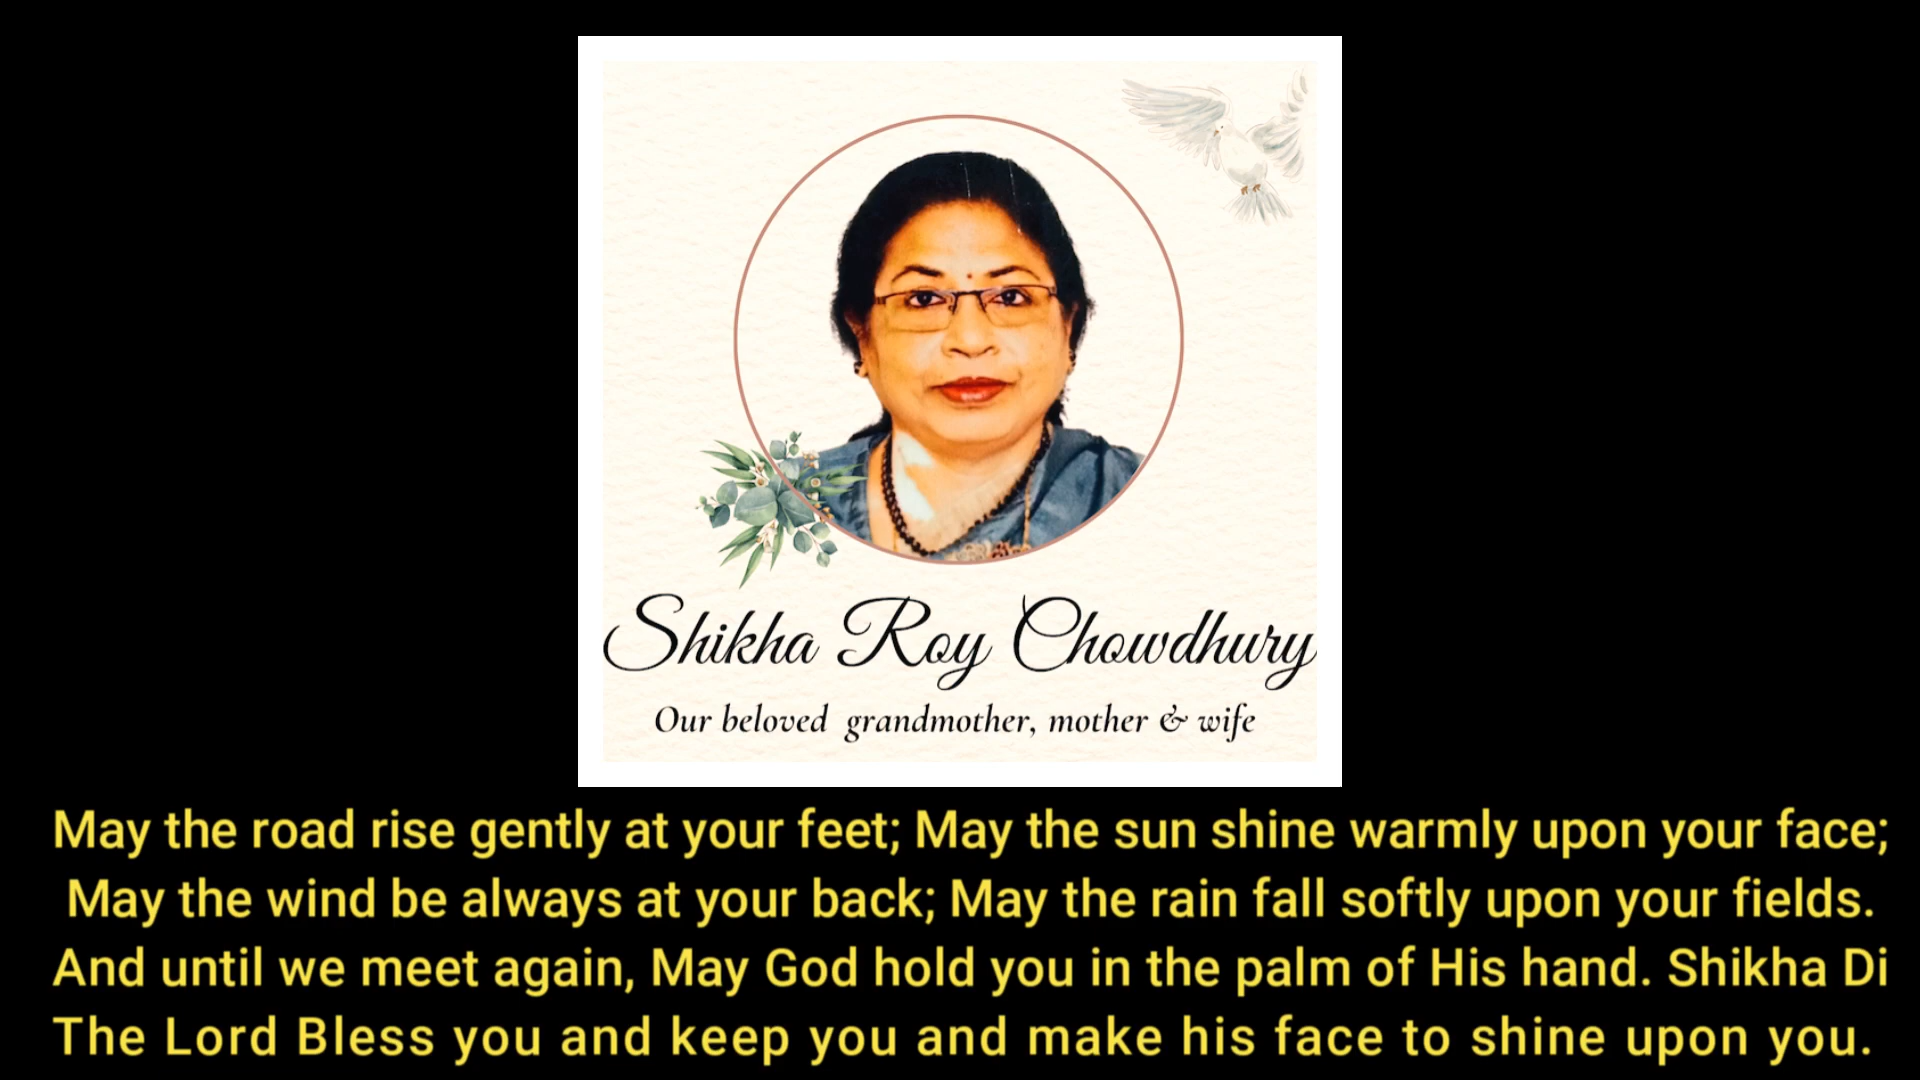 Shikha Roy Chowdhury
Our beloved grandmother, mother & wife
May the road rise gently at your feet; May the sun shine warmly upon your face;
May the wind be always at your back; May the rain fall softly upon your fields.
And until we meet again, May God hold you in the palm of His hand. Shikha Di
The Lord Bless you and keep you and make his face to shine upon you.